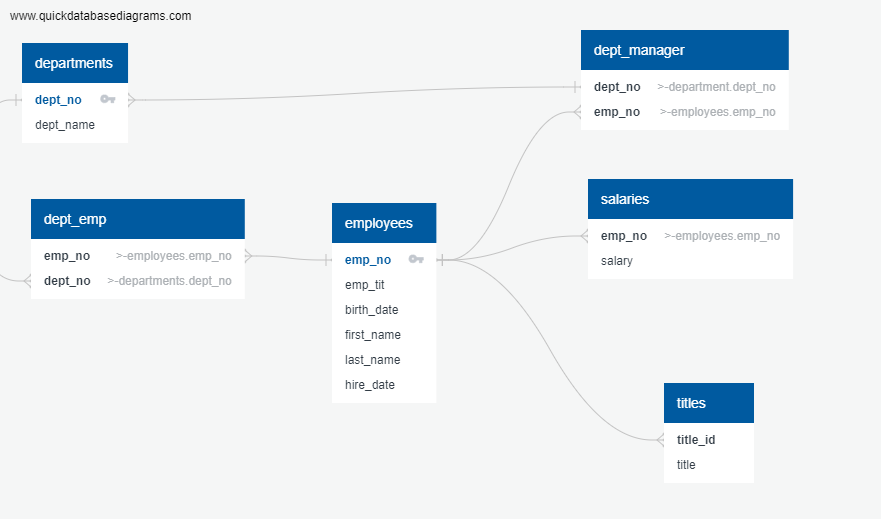 www.quickdatabasediagrams.com
departments
dept_no
dept_name
dept_manager
dept_no >-department.dept_no
emp_no >-employees.emp_no
dept_emp
emp_no >-employees.emp_no
dept_no >-departments.dept_no
employees
emp_no
emp_tit
birth_date
first_name
last_name
hire_date
salaries
emp_no >-employees.emp_no
salary
titles
title_id
title